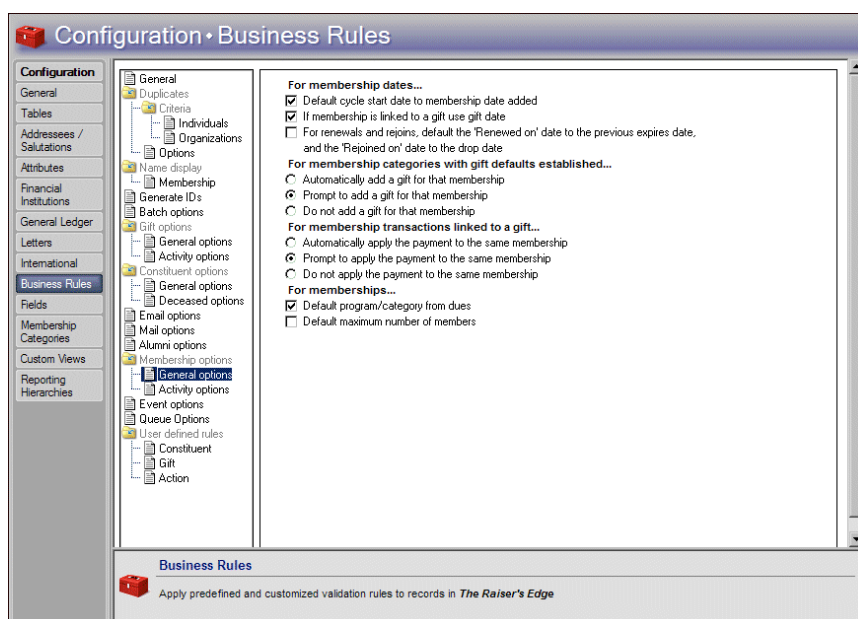 Configuration • Business Rules
Configuration
General
Tables
Addressees /
Salutations
Attributes
Financial
Institutions
General Ledger
Letters
International
Business Rules
Fields
Membership
Categories
Custom Views
Reporting
Hierarchies
General
Duplicates
Criteria
Individuals
Organizations
Options
Name display
Membership
Generate IDs
Batch options
Gift options
General options
Activity options
Constituent options
General options
Deceased options
Email options
Mail options
Alumni options
Membership options
General options
Activity options
Event options
Queue Options
User defined rules
Constituent
Gift
Action
For membership dates...
Default cycle start date to membership date added
If membership is linked to a gift use gift date
For renewals and rejoins, default the 'Renewed on' date to the previous expires date,
and the 'Rejoined on' date to the drop date
For membership categories with gift defaults established...
Automatically add a gift for that membership
Prompt to add a gift for that membership
Do not add a gift for that membership
For membership transactions linked to a gift...
Automatically apply the payment to the same membership
Prompt to apply the payment to the same membership
Do not apply the payment to the same membership
For memberships...
Default program/category from dues
Default maximum number of members
Business Rules
Apply predefined and customized validation rules to records in The Raiser's Edge